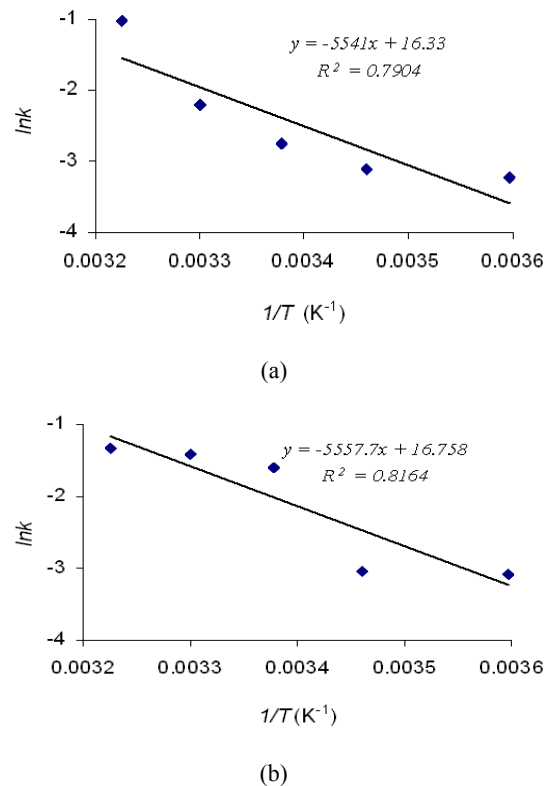 -1
y = -5541x + 16.33
R² = 0.7904
-2
lnk
-3
-4
0.0032 0.0033 0.0034 0.0035 0.0036
1/T (K⁻¹)
(a)
-1
y = -5557.7x + 16.758
R² = 0.8164
-2
lnk
-3
-4
0.0032 0.0033 0.0034 0.0035 0.0036
1/T (K⁻¹)
(b)